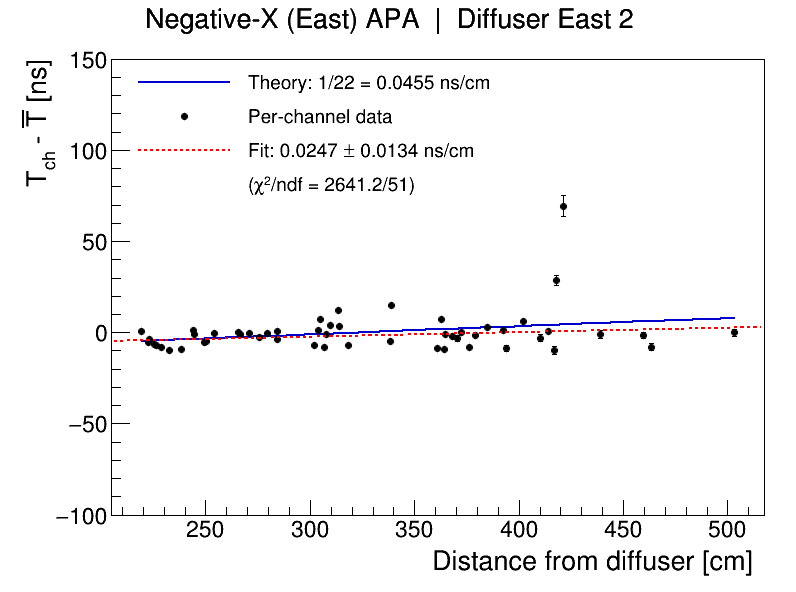 Negative-X (East) APA | Diffuser East 2
T_ch - T̅ [ns]
150
100
50
0
−50
−100
Theory: 1/22 = 0.0455 ns/cm
Per-channel data
Fit: 0.0247 ± 0.0134 ns/cm
(χ²/ndf = 2641.2/51)
250 300 350 400 450 500
Distance from diffuser [cm]